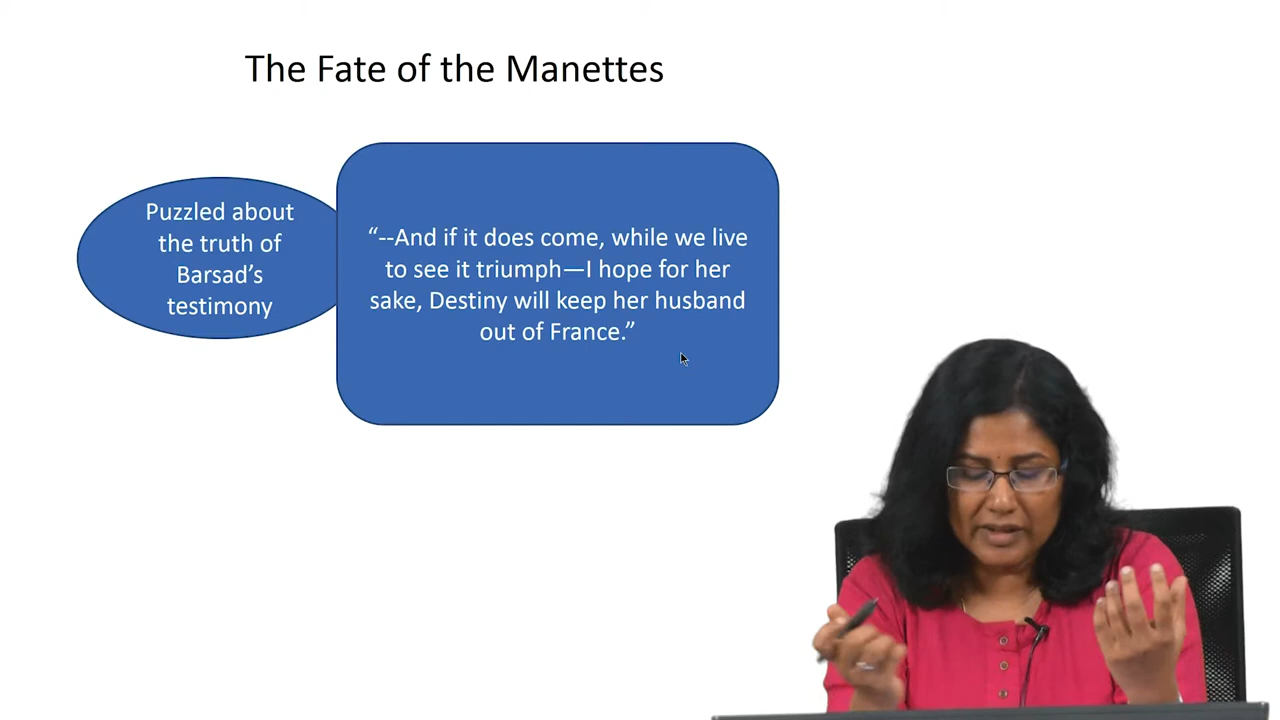 The Fate of the Manettes
Puzzled about
the truth of
Barsad’s
testimony
“--And if it does come, while we live
to see it triumph—I hope for her
sake, Destiny will keep her husband
out of France.”